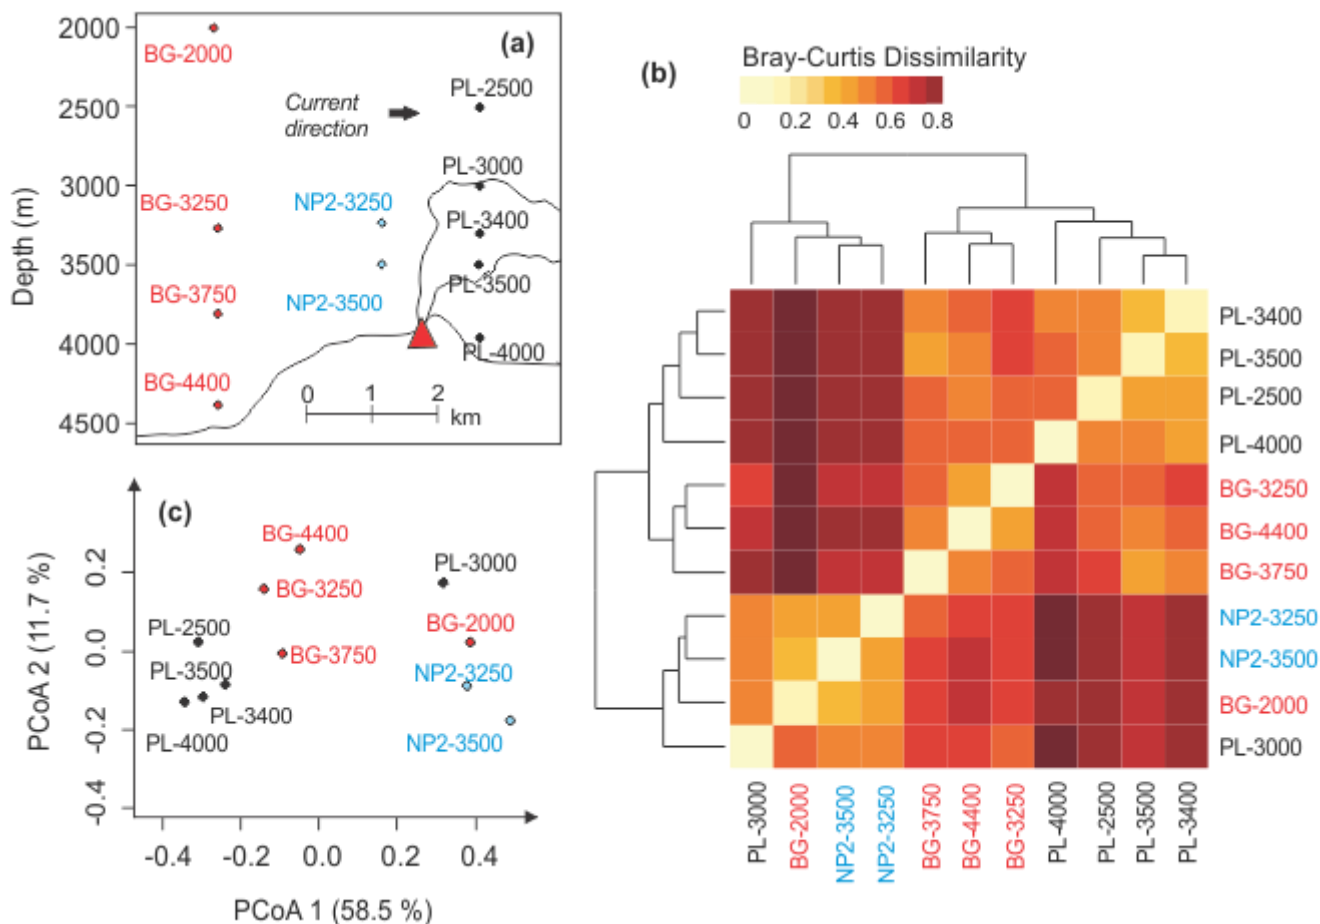 (a)
2000
2500
3000
3500
4000
4500
Depth (m)
BG-2000
PL-2500
Current
direction
PL-3000
BG-3250
NP2-3250
PL-3400
BG-3750
NP2-3500
PL-3500
BG-4400
PL-4000
0 1 2
km
(b)
Bray-Curtis Dissimilarity
0 0.2 0.4 0.6 0.8
PL-3400
PL-3500
PL-2500
PL-4000
BG-3250
BG-4400
BG-3750
NP2-3250
NP2-3500
BG-2000
PL-3000
PL-3000
BG-2000
NP2-3500
NP2-3250
BG-3750
BG-4400
BG-3250
PL-4000
PL-2500
PL-3500
PL-3400
(c)
BG-4400
PL-3000
BG-3250
PL-2500
BG-2000
BG-3750
PL-3500
NP2-3250
PL-3400
PL-4000
NP2-3500
0.2
0.0
-0.2
-0.4
PCoA 2 (11.7 %)
-0.4 -0.2 0.0 0.2 0.4
PCoA 1 (58.5 %)